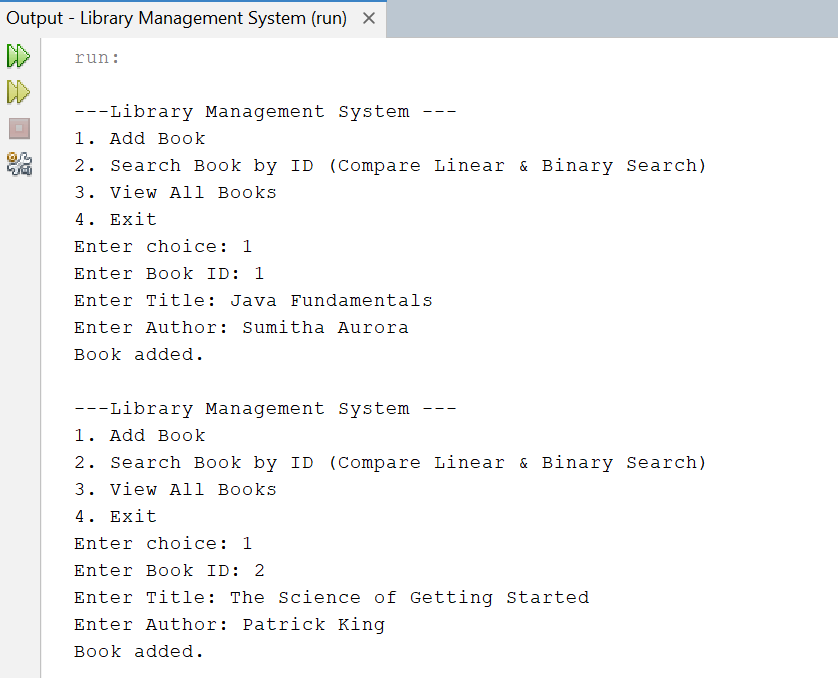 Output - Library Management System (run)
run:
---Library Management System ---
1. Add Book
2. Search Book by ID (Compare Linear & Binary Search)
3. View All Books
4. Exit
Enter choice: 1
Enter Book ID: 1
Enter Title: Java Fundamentals
Enter Author: Sumitha Aurora
Book added.
---Library Management System ---
1. Add Book
2. Search Book by ID (Compare Linear & Binary Search)
3. View All Books
4. Exit
Enter choice: 1
Enter Book ID: 2
Enter Title: The Science of Getting Started
Enter Author: Patrick King
Book added.